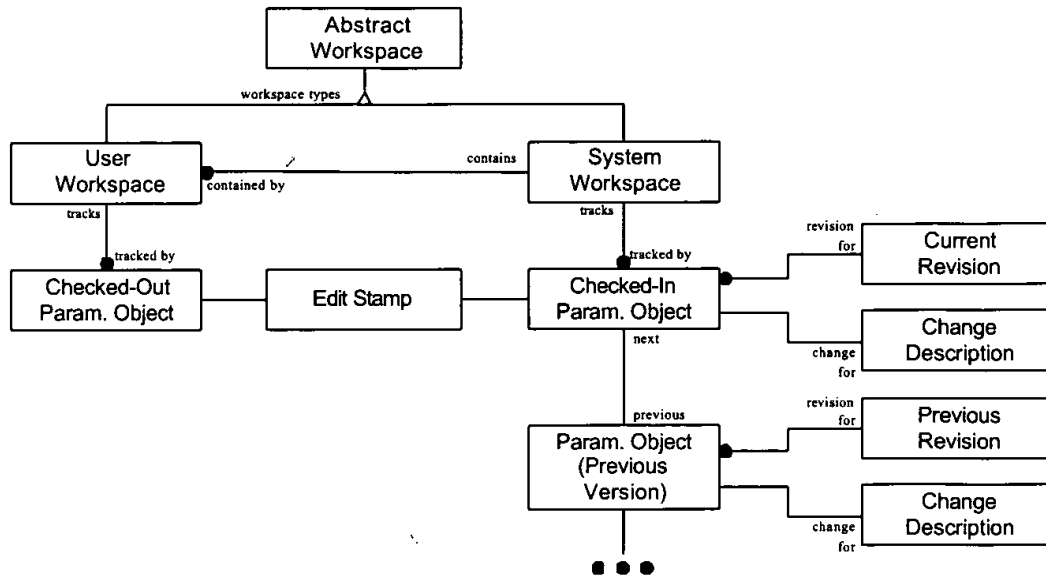 Abstract
Workspace
workspace types
User
Workspace
contains
contained by
System
Workspace
tracks
tracked by
tracks
tracked by
Checked-Out
Param. Object
Edit Stamp
Checked-In
Param. Object
revision
for
Current
Revision
change
for
Change
Description
next
previous
Param. Object
(Previous
Version)
revision
for
Previous
Revision
change
for
Change
Description